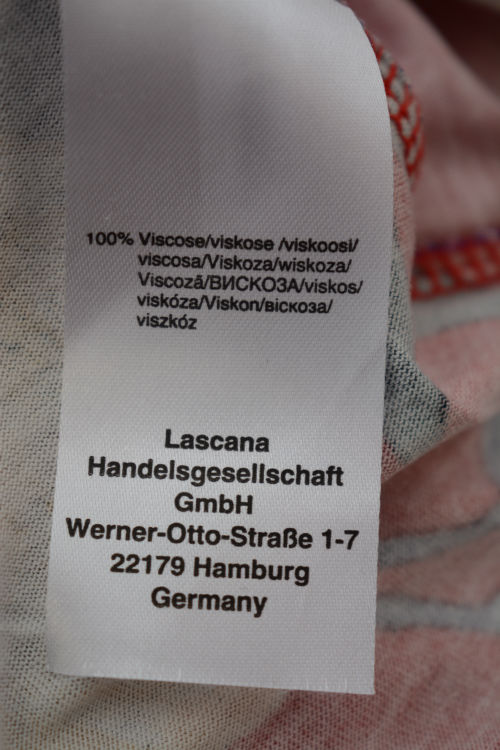 100% Viscose/viskose /viskoosi/
viscosa/Viskoza/wiskoza/
Viscoză/ВИСКОЗА/viskos/
viskóza/Viskon/віскоза/
viszkóz
Lascana
Handelsgesellschaft
GmbH
Werner-Otto-Straße 1-7
22179 Hamburg
Germany